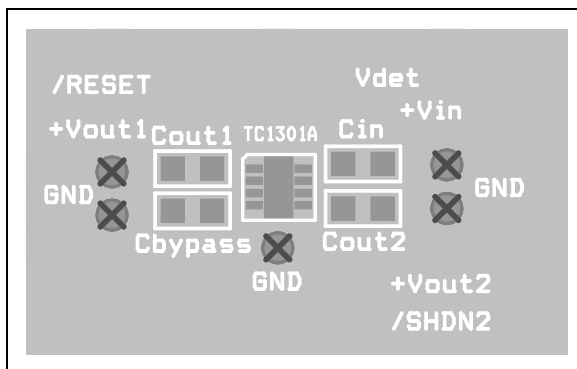 /RESET
Vdet
+Vin
+Vout1
Cout1
TC1301A
Cin
GND
GND
Cbypass
Cout2
GND
+Vout2
/SHDN2